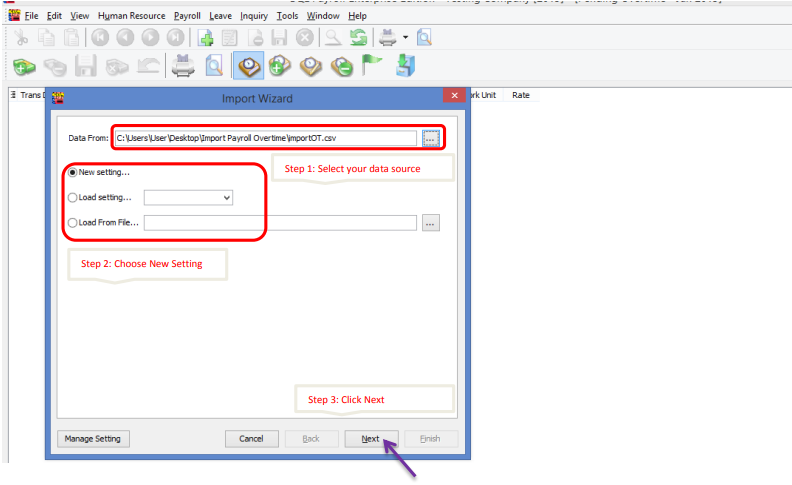 File Edit View Human Resource Payroll Leave Inquiry Tools Window Help
Trans
Import Wizard
Work Unit Rate
Data From: C:\Users\User\Desktop\Import Payroll Overtime\importOT.csv ...
Step 1: Select your data source
New setting...
Load setting...
Load From File... ...
Step 2: Choose New Setting
Step 3: Click Next
Manage Setting Cancel Back Next Finish